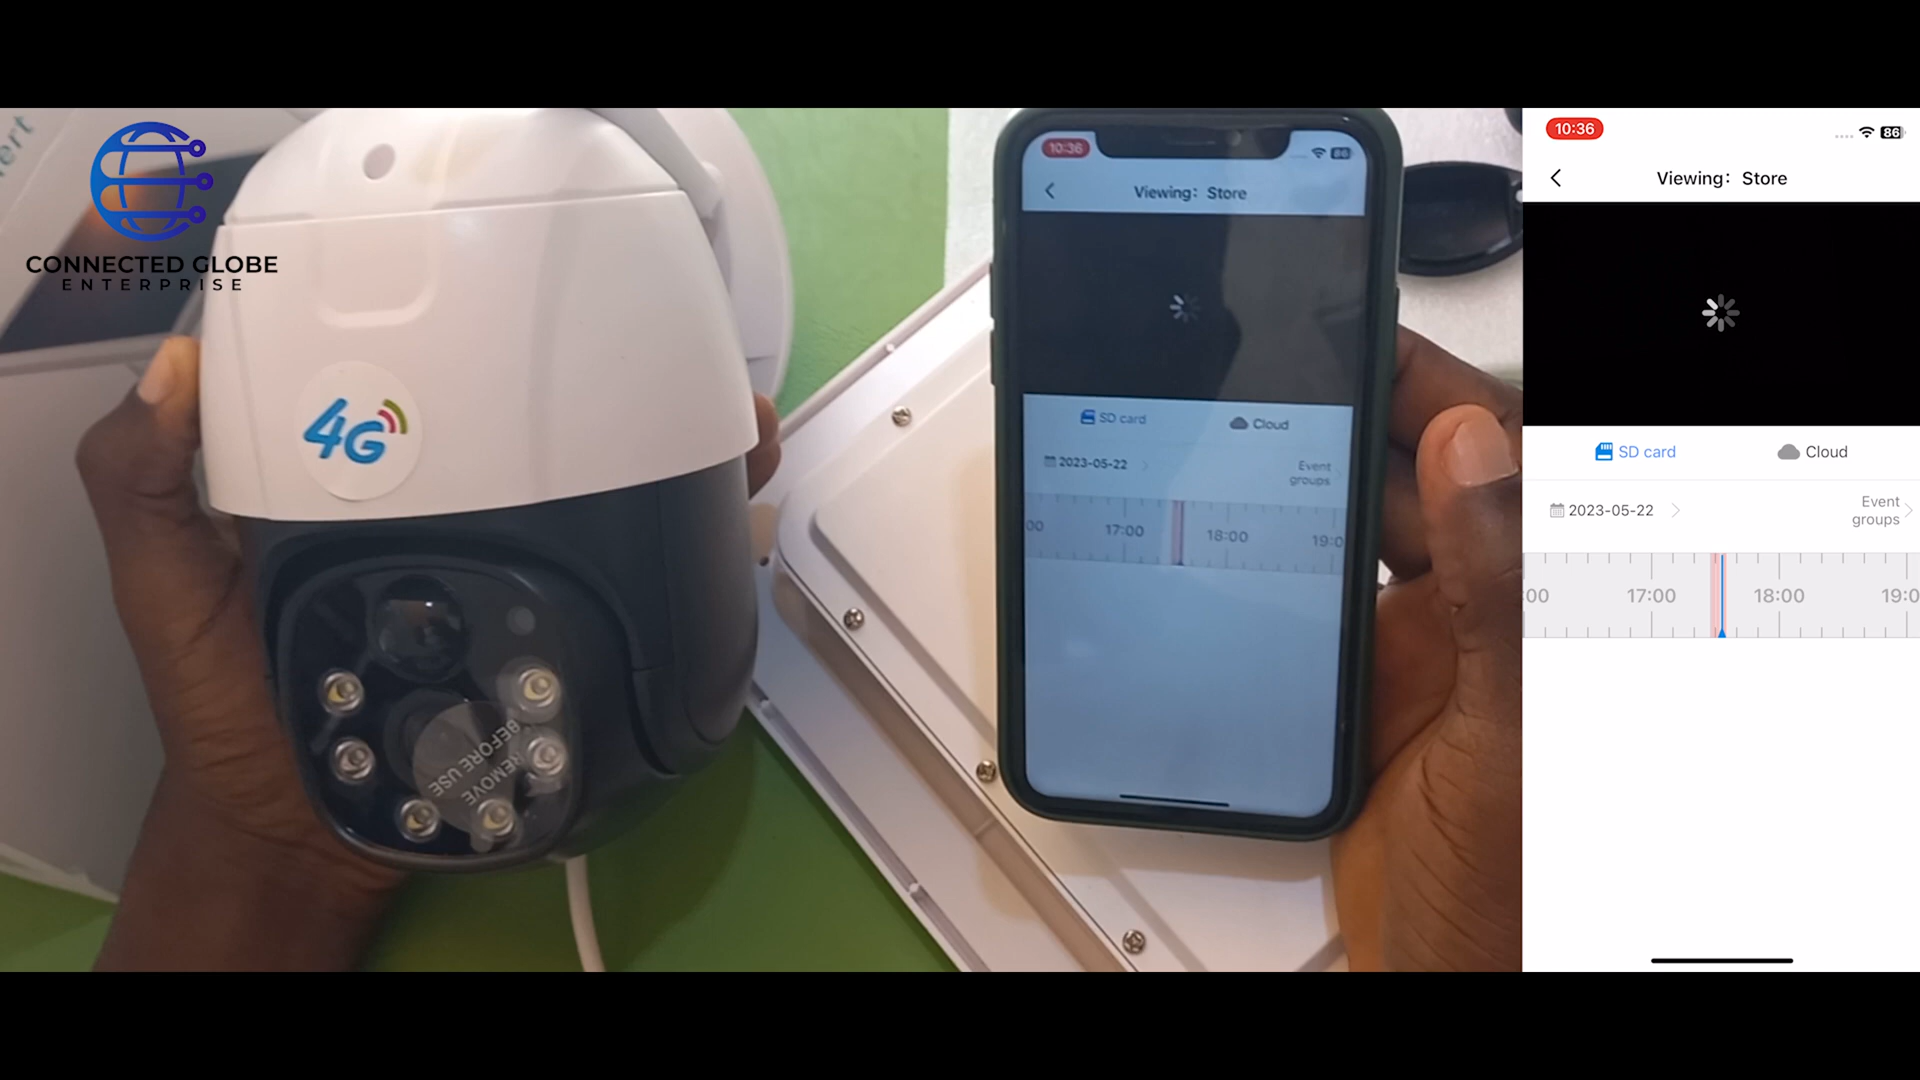 ert
CONNECTED GLOBE
ENTERPRISE
4G
REMOVE
BEFORE USE
10:36
86
Viewing: Store
SD card
Cloud
2023-05-22
Event
groups
00
17:00
18:00
19:0
10:36
86
Viewing: Store
SD card
Cloud
2023-05-22
Event
groups
:00
17:00
18:00
19:0